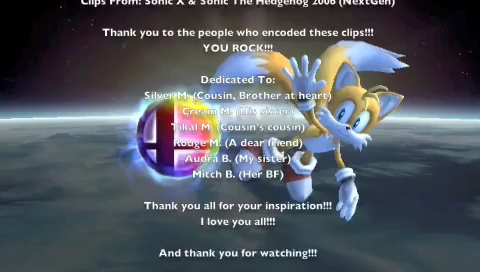 Clips From: Sonic X & Sonic The Hedgehog 2006 (NextGen)
Thank you to the people who encoded these clips!!!
YOU ROCK!!!
Dedicated To:
Silver M. (Cousin, Brother at heart)
Cream M. (His sister)
Tikal M. (Cousin's cousin)
Rouge M. (A dear friend)
Audra B. (My sister)
Mitch B. (Her BF)
Thank you all for your inspiration!!!
I love you all!!!
And thank you for watching!!!